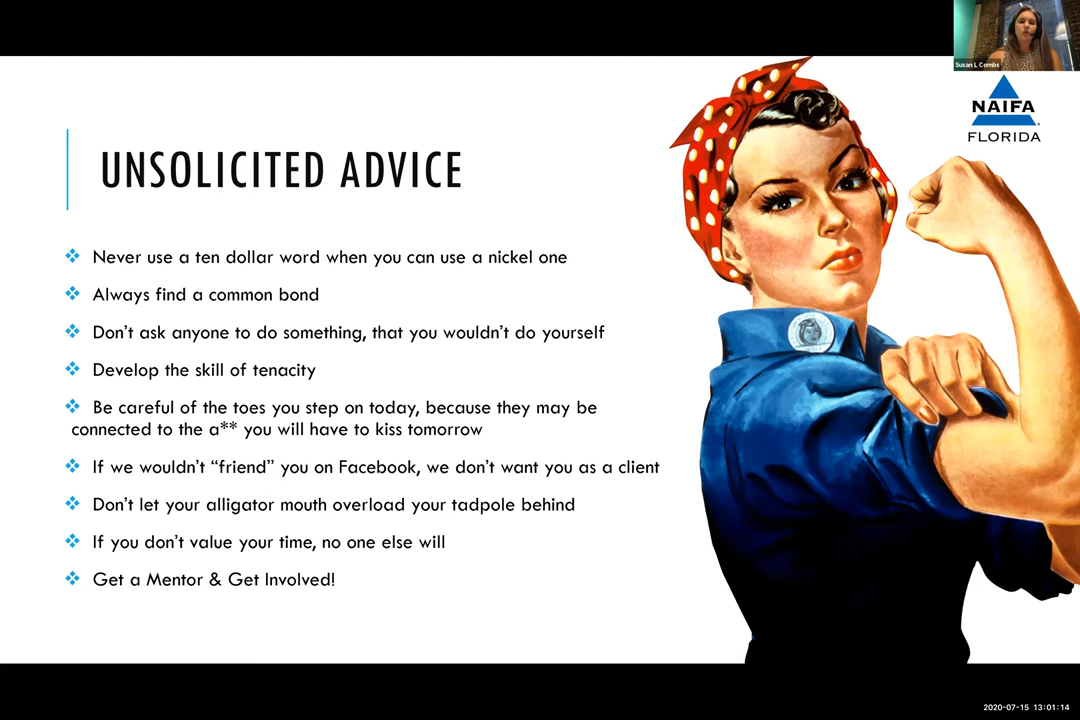 Susan L Combs
NAIFA
FLORIDA
UNSOLICITED ADVICE
❖ Never use a ten dollar word when you can use a nickel one
❖ Always find a common bond
❖ Don’t ask anyone to do something, that you wouldn’t do yourself
❖ Develop the skill of tenacity
❖ Be careful of the toes you step on today, because they may be
connected to the a** you will have to kiss tomorrow
❖ If we wouldn’t “friend” you on Facebook, we don’t want you as a client
❖ Don’t let your alligator mouth overload your tadpole behind
❖ If you don’t value your time, no one else will
❖ Get a Mentor & Get Involved!
2020-07-15 13:01:14